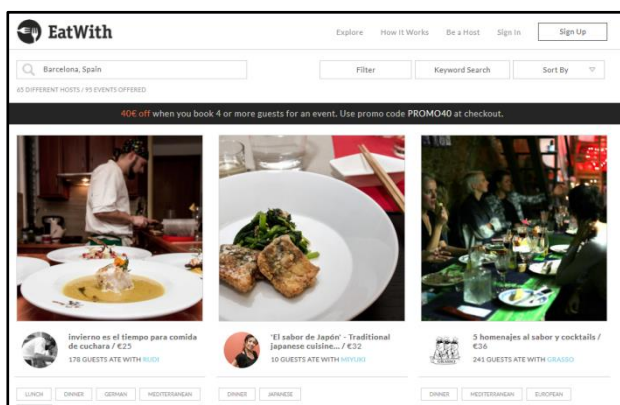 EatWith
Explore How It Works Be a Host Sign In Sign Up
Barcelona, Spain Filter Keyword Search Sort By
65 DIFFERENT HOSTS / 95 EVENTS OFFERED
40€ off when you book 4 or more guests for an event. Use promo code PROMO40 at checkout.
invierno es el tiempo para comida
de cuchara / €25
178 GUESTS ATE WITH RUDI
'El sabor de Japón' - Traditional
japanese cuisine... / €32
10 GUESTS ATE WITH MIYUKI
5 homenajes al sabor y cocktails /
€36
241 GUESTS ATE WITH GRASSO
LUNCH DINNER GERMAN MEDITERRANEAN
DINNER JAPANESE
DINNER MEDITERRANEAN EUROPEAN